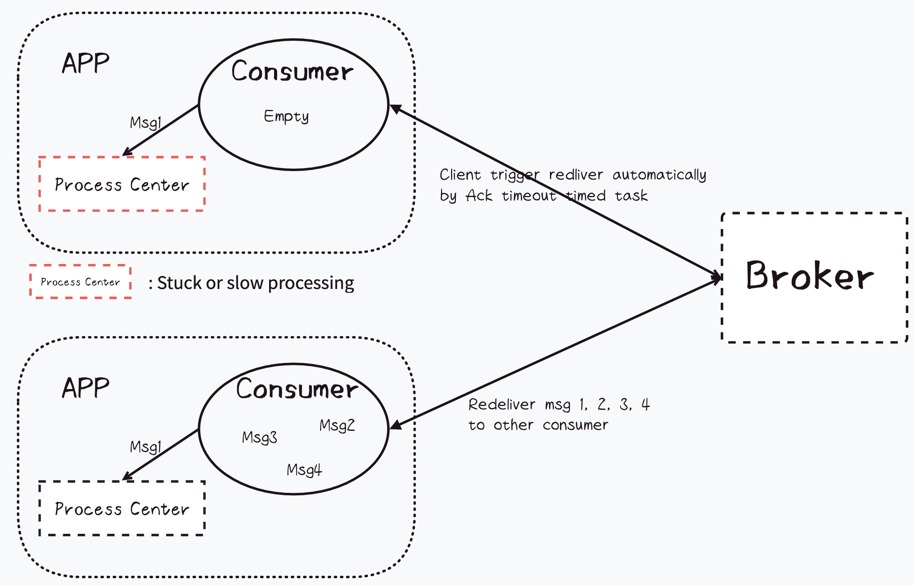 APP
Consumer
Empty
Msg1
Process Center
Client trigger redliver automatically
by Ack timeout timed task
Broker
Process Center
: Stuck or slow processing
APP
Consumer
Msg3
Msg2
Msg4
Msg1
Process Center
Redeliver msg 1, 2, 3, 4
to other consumer